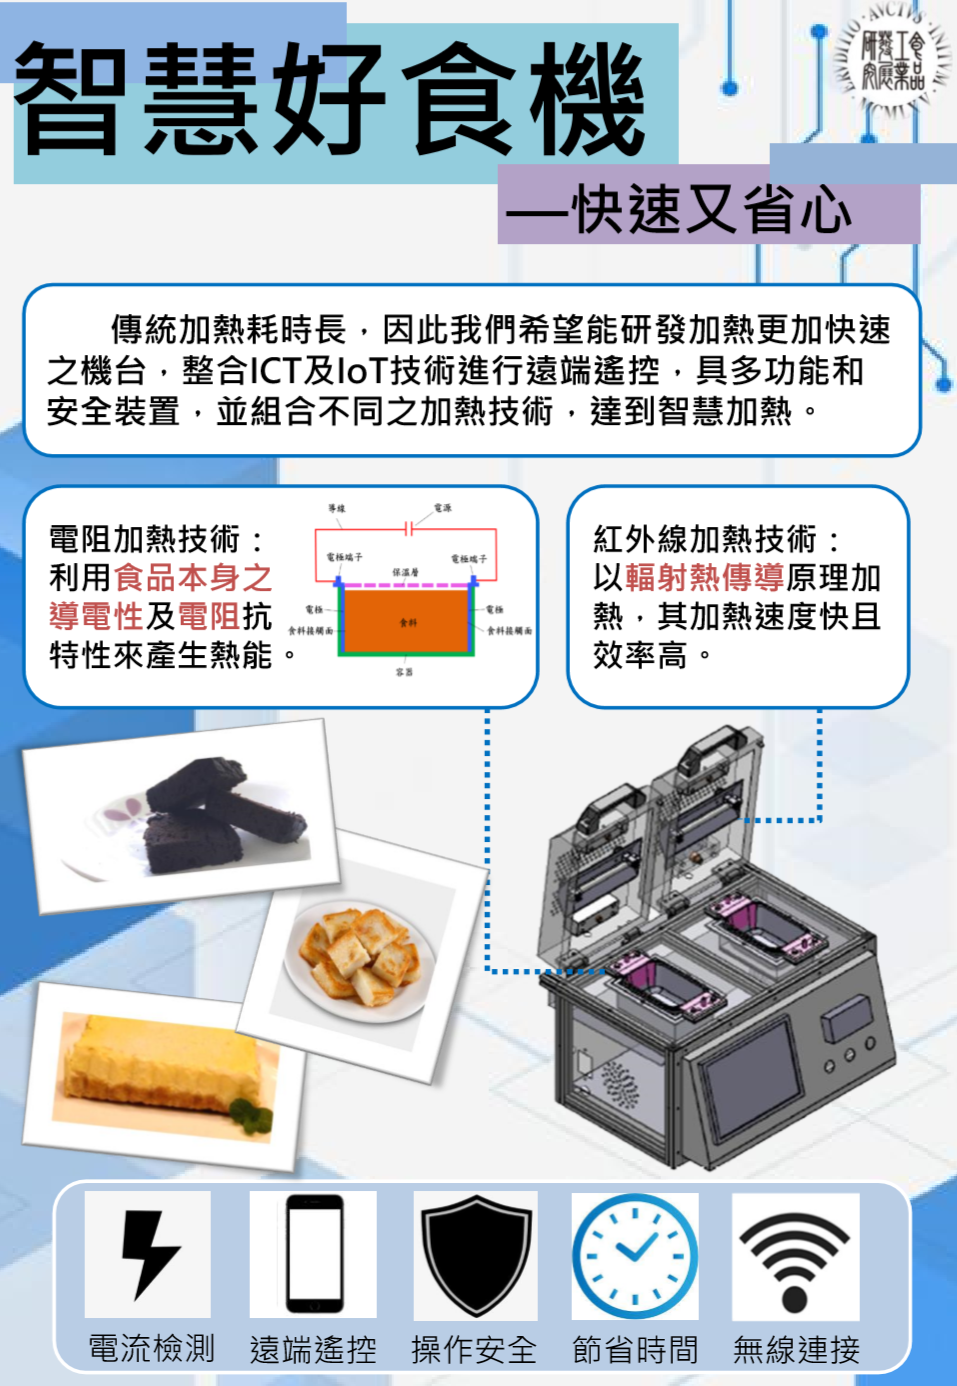 智慧好食機
食品工業發展研究所
—快速又省心
傳統加熱耗時長，因此我們希望能研發加熱更加快速
之機台，整合ICT及IoT技術進行遠端遙控，具多功能和
安全裝置，並組合不同之加熱技術，達到智慧加熱。
電阻加熱技術：
利用食品本身之
導電性及電阻抗
特性來產生熱能。
導線
電源
電極端子
電極端子
保溫層
電極
電極
食料
食料接觸面
食料接觸面
容器
紅外線加熱技術：
以輻射熱傳導原理加
熱，其加熱速度快且
效率高。
電流檢測
遠端遙控
操作安全
節省時間
無線連接